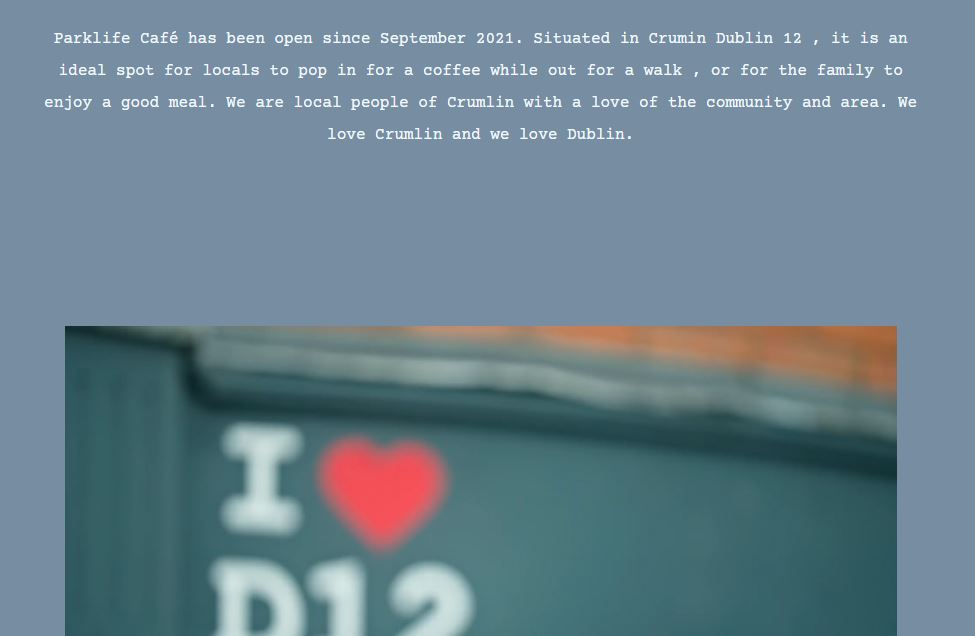 Parklife Café has been open since September 2021. Situated in Crumin Dublin 12 , it is an
ideal spot for locals to pop in for a coffee while out for a walk , or for the family to
enjoy a good meal. We are local people of Crumlin with a love of the community and area. We
love Crumlin and we love Dublin.
I ❤
D12